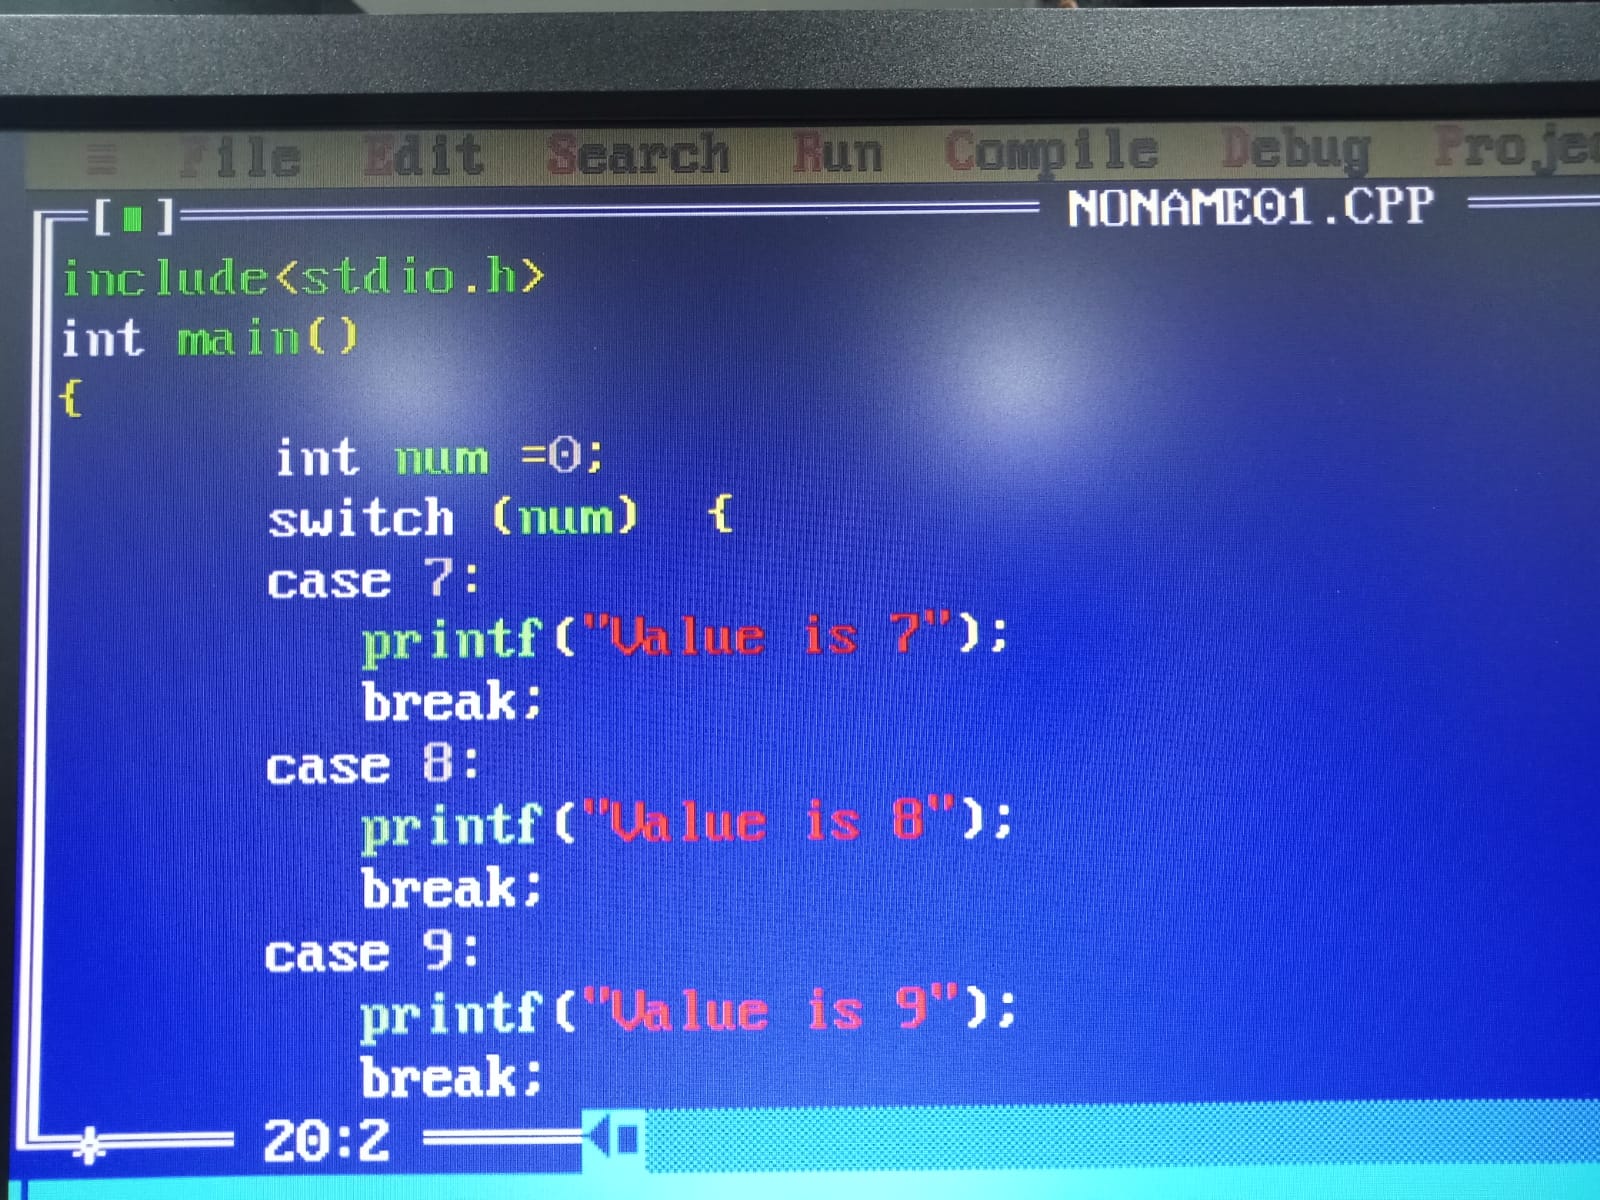 ≡ File Edit Search Run Compile Debug
[■] NONAME01.CPP
include<stdio.h>
int main()
{
int num =0;
switch (num) {
case 7:
printf("Value is 7");
break;
case 8:
printf("Value is 8");
break;
case 9:
printf("Value is 9");
break;
20:2